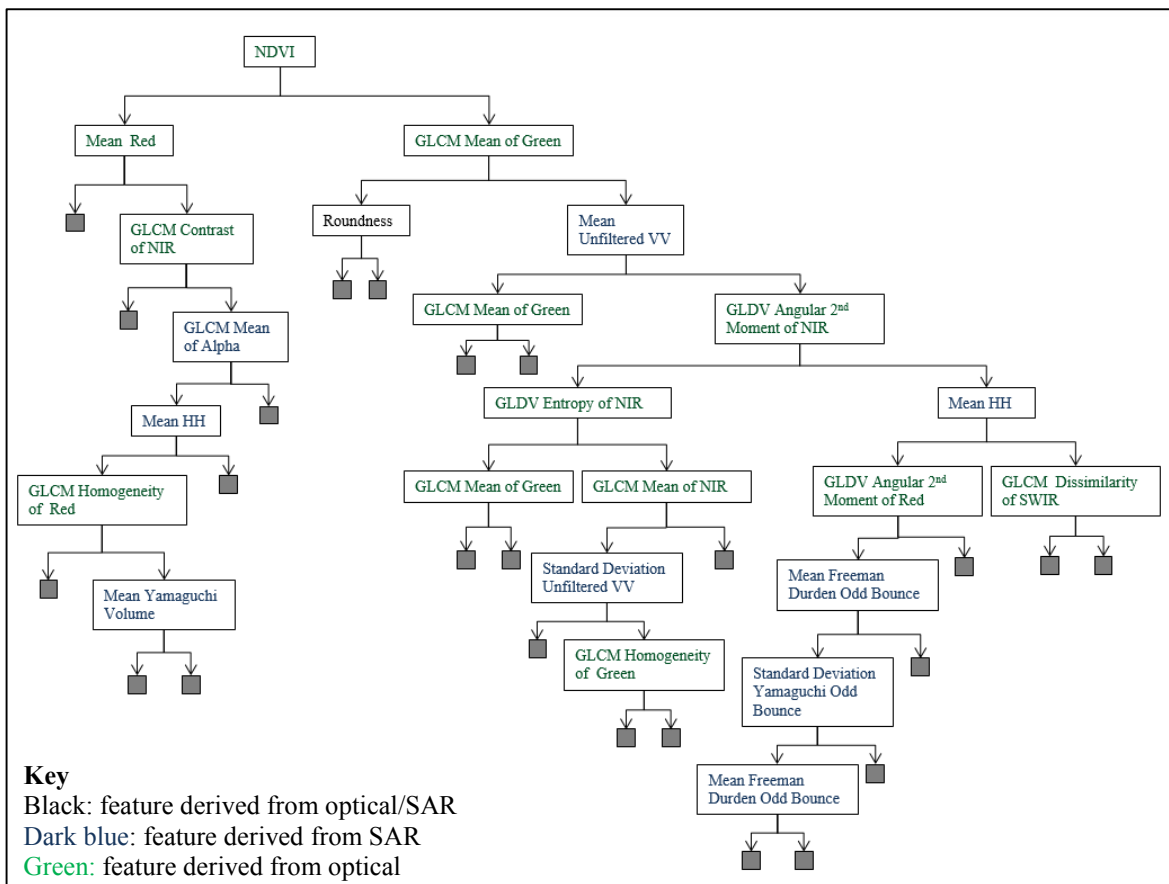 NDVI
Mean Red
GLCM Mean of Green
Roundness
Mean
Unfiltered VV
GLCM Contrast
of NIR
GLCM Mean of Green
GLDV Angular 2nd
Moment of NIR
GLCM Mean
of Alpha
GLDV Entropy of NIR
Mean HH
Mean HH
GLCM Homogeneity
of Red
GLCM Mean of Green
GLCM Mean of NIR
GLDV Angular 2nd
Moment of Red
GLCM Dissimilarity
of SWIR
Standard Deviation
Unfiltered VV
Mean Freeman
Durden Odd Bounce
Mean Yamaguchi
Volume
GLCM Homogeneity
of Green
Standard Deviation
Yamaguchi Odd
Bounce
Mean Freeman
Durden Odd Bounce
Key
Black: feature derived from optical/SAR
Dark blue: feature derived from SAR
Green: feature derived from optical